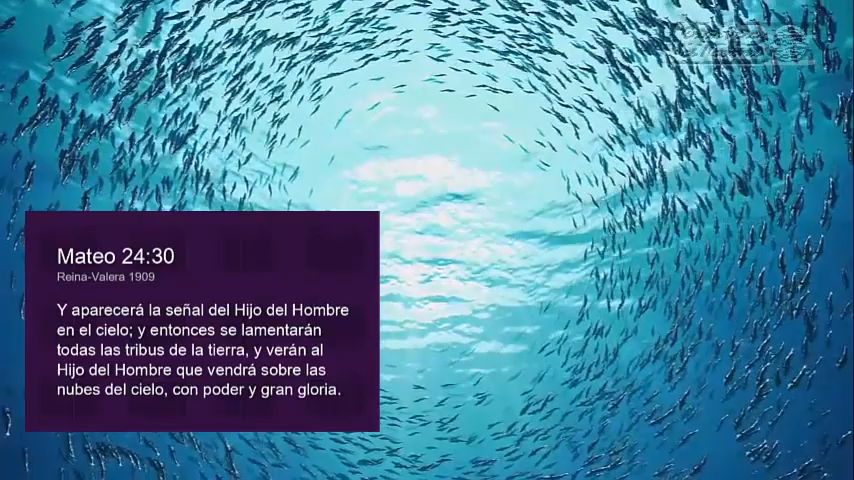 Mateo 24:30
Reina-Valera 1909
Y aparecerá la señal del Hijo del Hombre
en el cielo; y entonces se lamentarán
todas las tribus de la tierra, y verán al
Hijo del Hombre que vendrá sobre las
nubes del cielo, con poder y gran gloria.